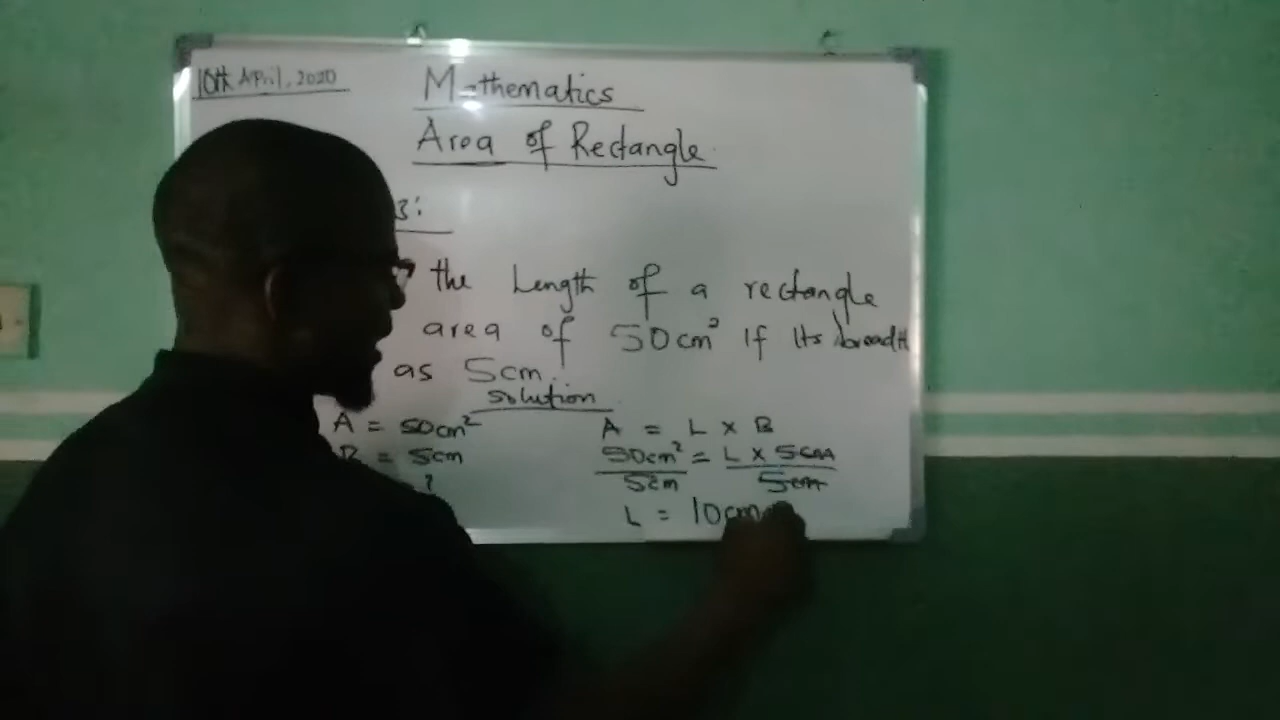 10th April, 2020
Mathematics
Area of Rectangle
3:
the Length of a rectangle
area of 50cm² If Its breadth
as 5cm.
solution
A = 50cm²
B = 5cm
?
A = L x B
50cm² = L x 5cm
5cm 5cm
L = 10cm